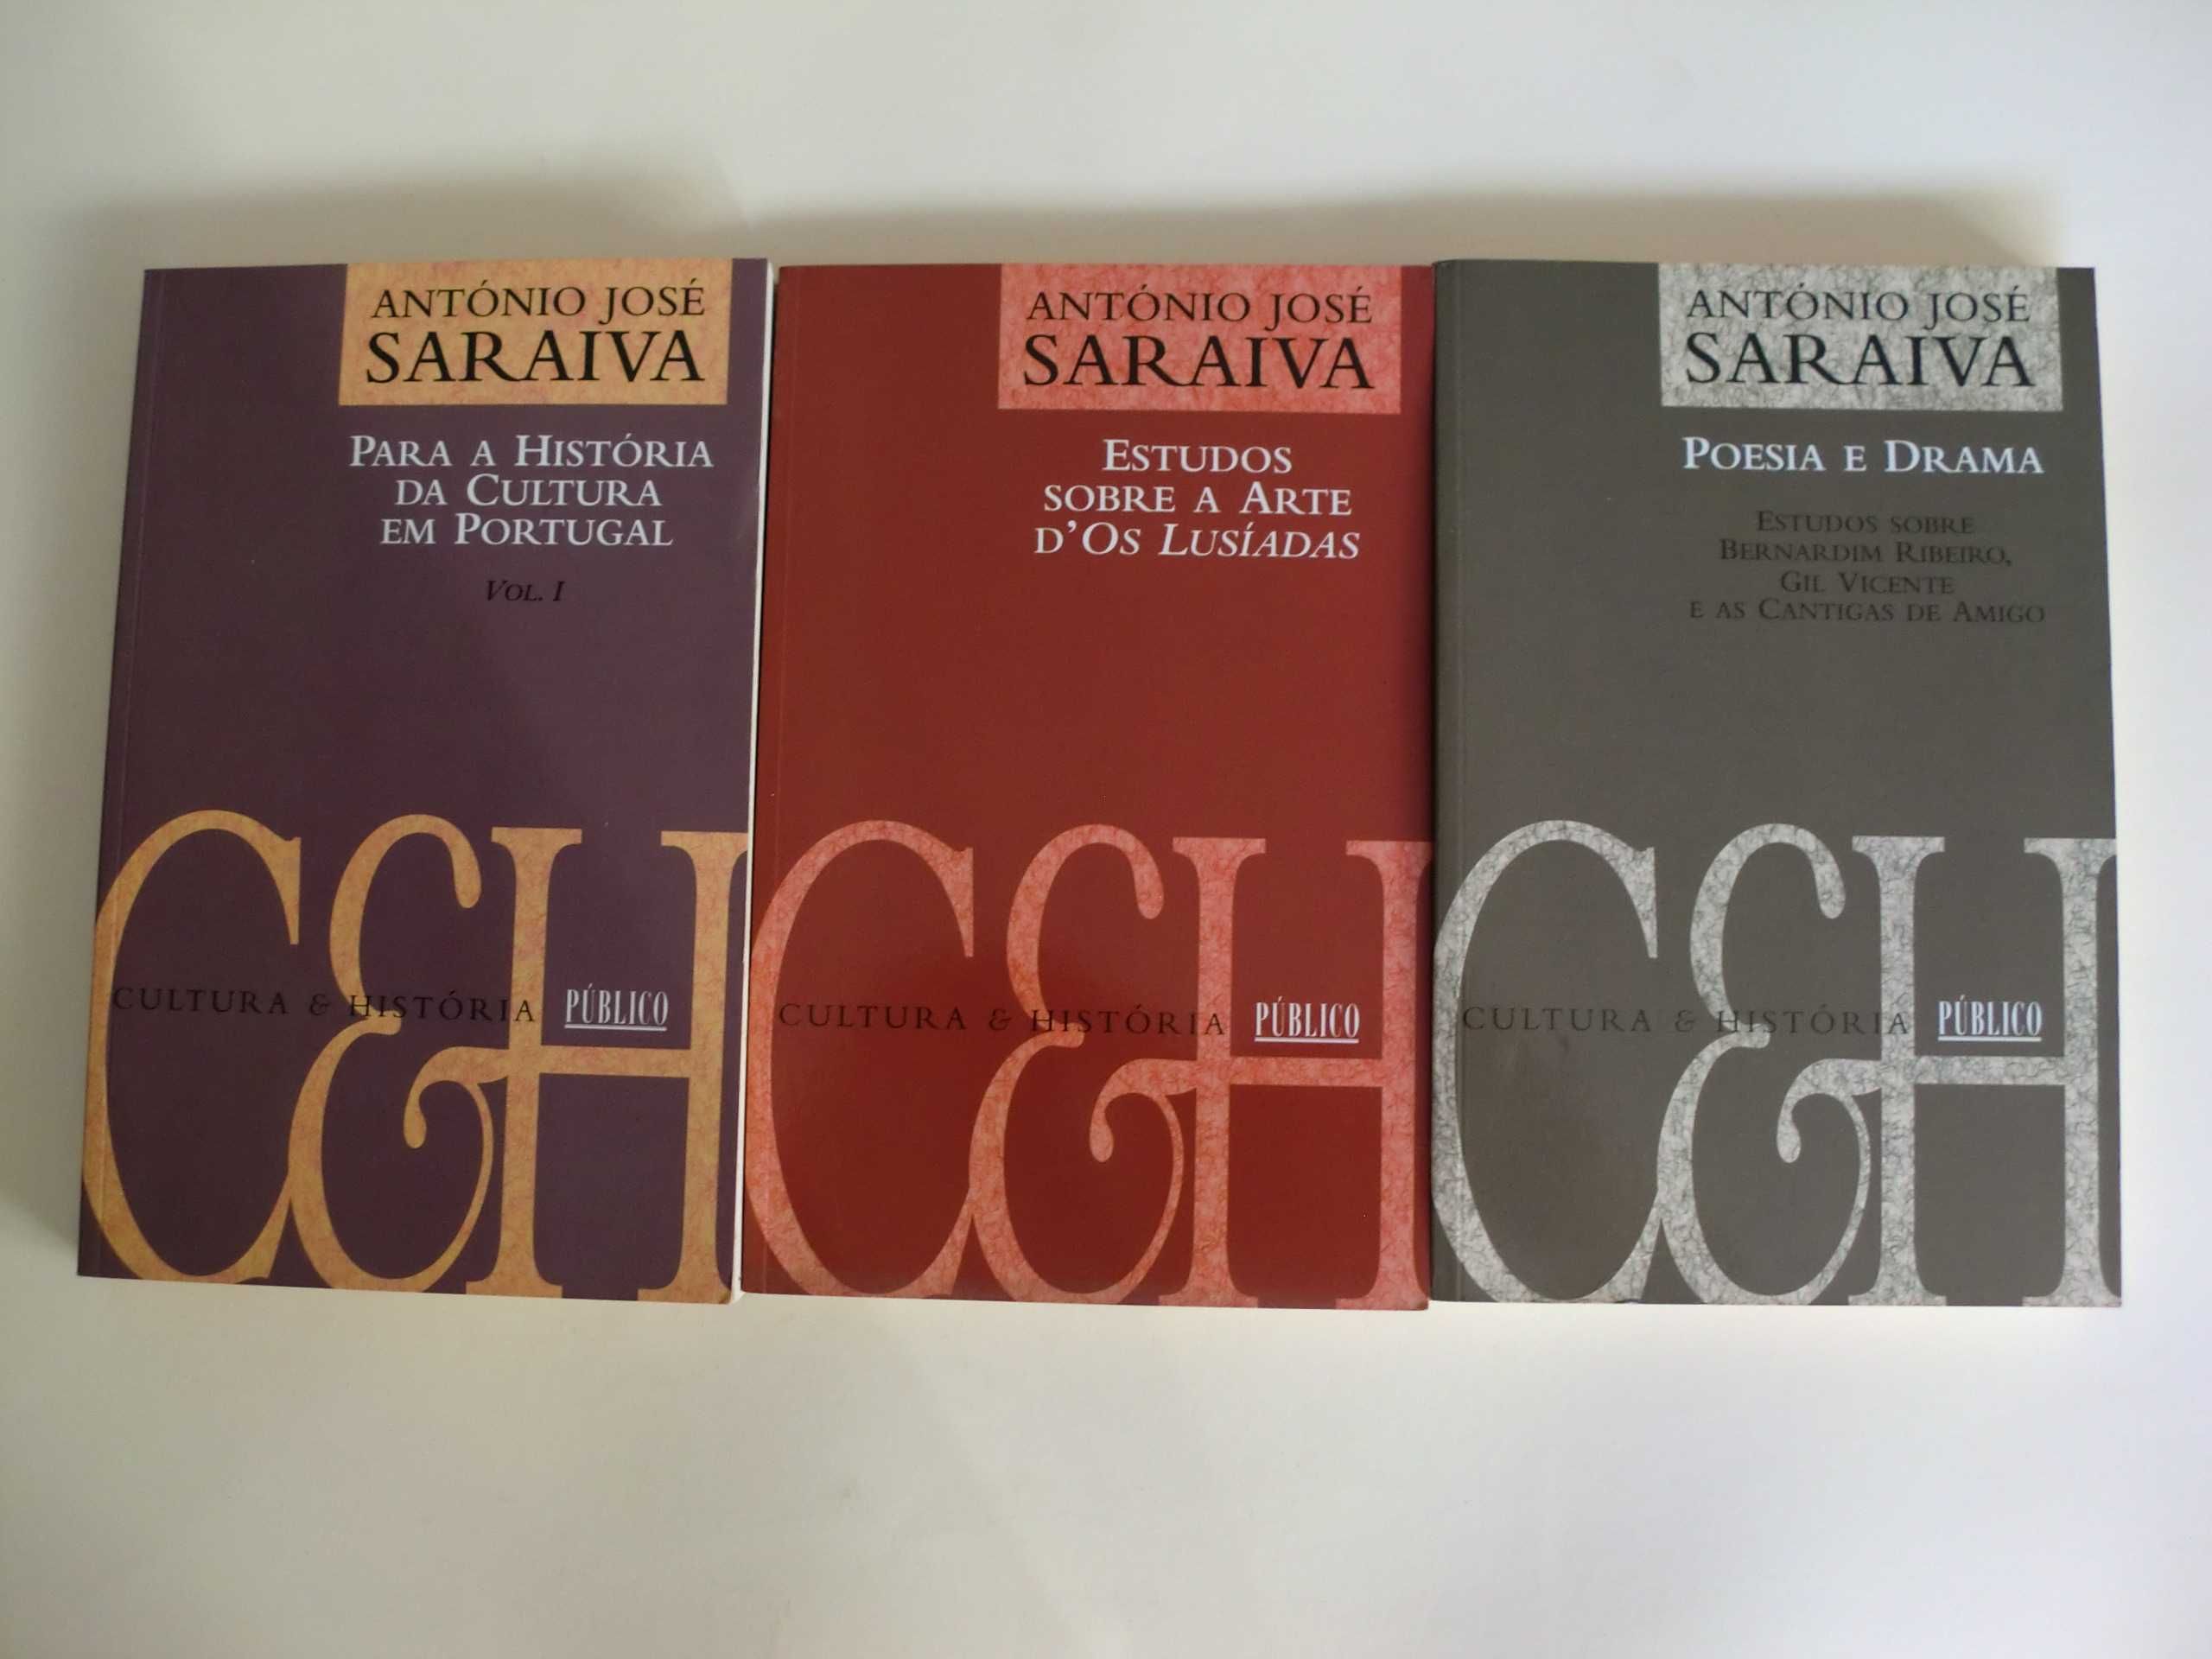 ANTÓNIO JOSÉ
SARAIVA
PARA A HISTÓRIA
DA CULTURA
EM PORTUGAL
VOL. I
C&H
CULTURA & HISTÓRIA
PÚBLICO
ANTÓNIO JOSÉ
SARAIVA
ESTUDOS
SOBRE A ARTE
D'OS LUSÍADAS
C&H
CULTURA & HISTÓRIA
PÚBLICO
ANTÓNIO JOSÉ
SARAIVA
POESIA E DRAMA
ESTUDOS SOBRE
BERNARDIM RIBEIRO,
GIL VICENTE
E AS CANTIGAS DE AMIGO
C&H
CULTURA & HISTÓRIA
PÚBLICO